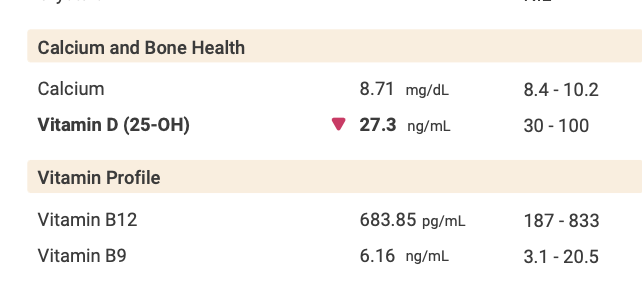 Calcium and Bone Health
Calcium 8.71 mg/dL 8.4 - 10.2
Vitamin D (25-OH) ▼ 27.3 ng/mL 30 - 100
Vitamin Profile
Vitamin B12 683.85 pg/mL 187 - 833
Vitamin B9 6.16 ng/mL 3.1 - 20.5